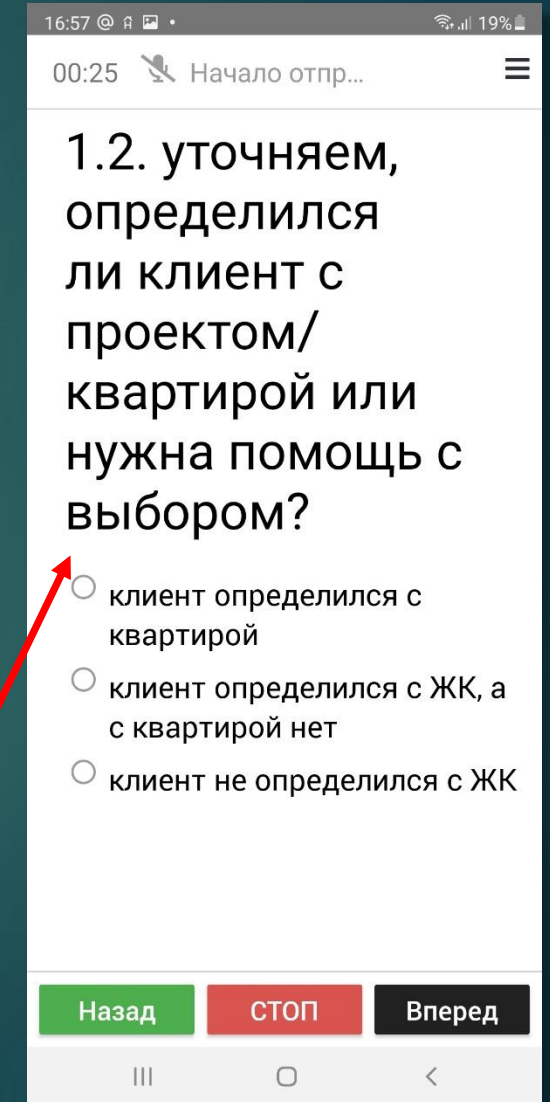 16:57 @ 19%
00:25 Начало отпр...
1.2. уточняем,
определился
ли клиент с
проектом/
квартирой или
нужна помощь с
выбором?
клиент определился с
квартирой
клиент определился с ЖК, а
с квартирой нет
клиент не определился с ЖК
Назад СТОП Вперед